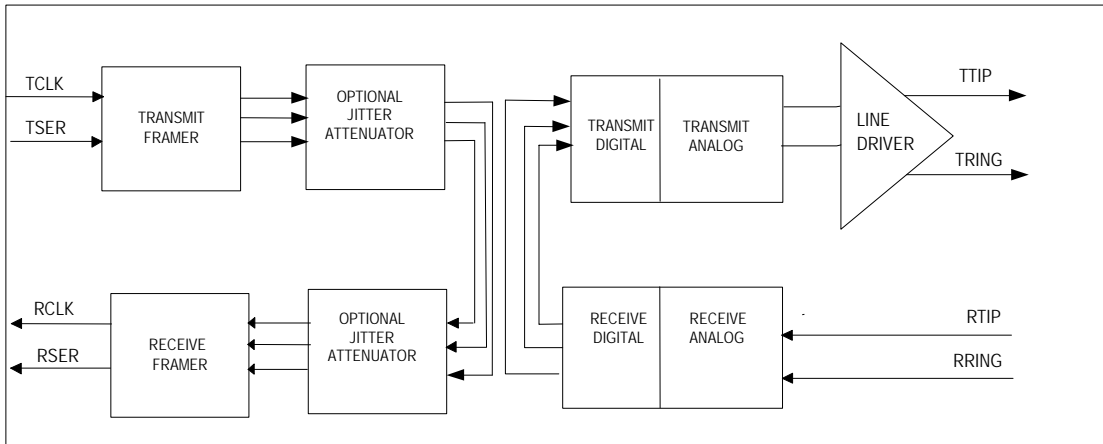 TCLK
TSER
TRANSMIT
FRAMER
OPTIONAL
JITTER
ATTENUATOR
TRANSMIT
DIGITAL
TRANSMIT
ANALOG
LINE
DRIVER
TTIP
TRING
RCLK
RSER
RECEIVE
FRAMER
OPTIONAL
JITTER
ATTENUATOR
RECEIVE
DIGITAL
RECEIVE
ANALOG
RTIP
RRING